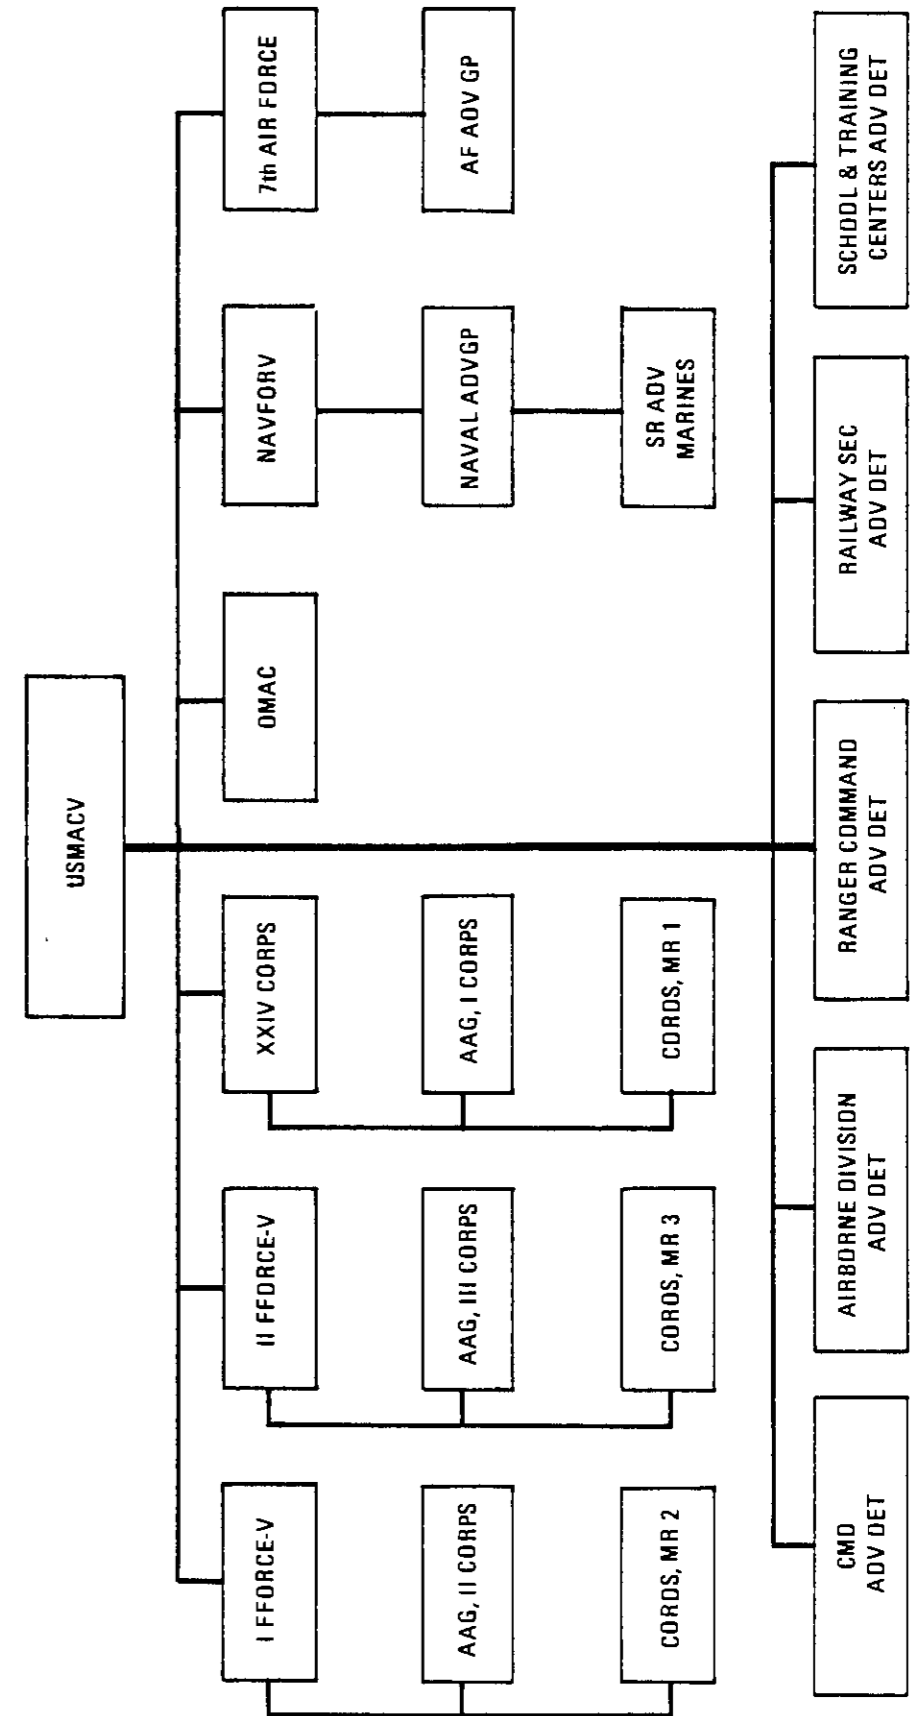 USMACV
I FFORCE-V
II FFORCE-V
XXIV CORPS
OMAC
NAVFORV
7th AIR FORCE
AAG, II CORPS
AAG, III CORPS
AAG, I CORPS
NAVAL ADVGP
AF ADV GP
CORDS, MR 2
CORDS, MR 3
CORDS, MR 1
SR ADV
MARINES
CMD
ADV DET
AIRBORNE DIVISION
ADV DET
RANGER COMMAND
ADV DET
RAILWAY SEC
ADV DET
SCHOOL & TRAINING
CENTERS ADV DET